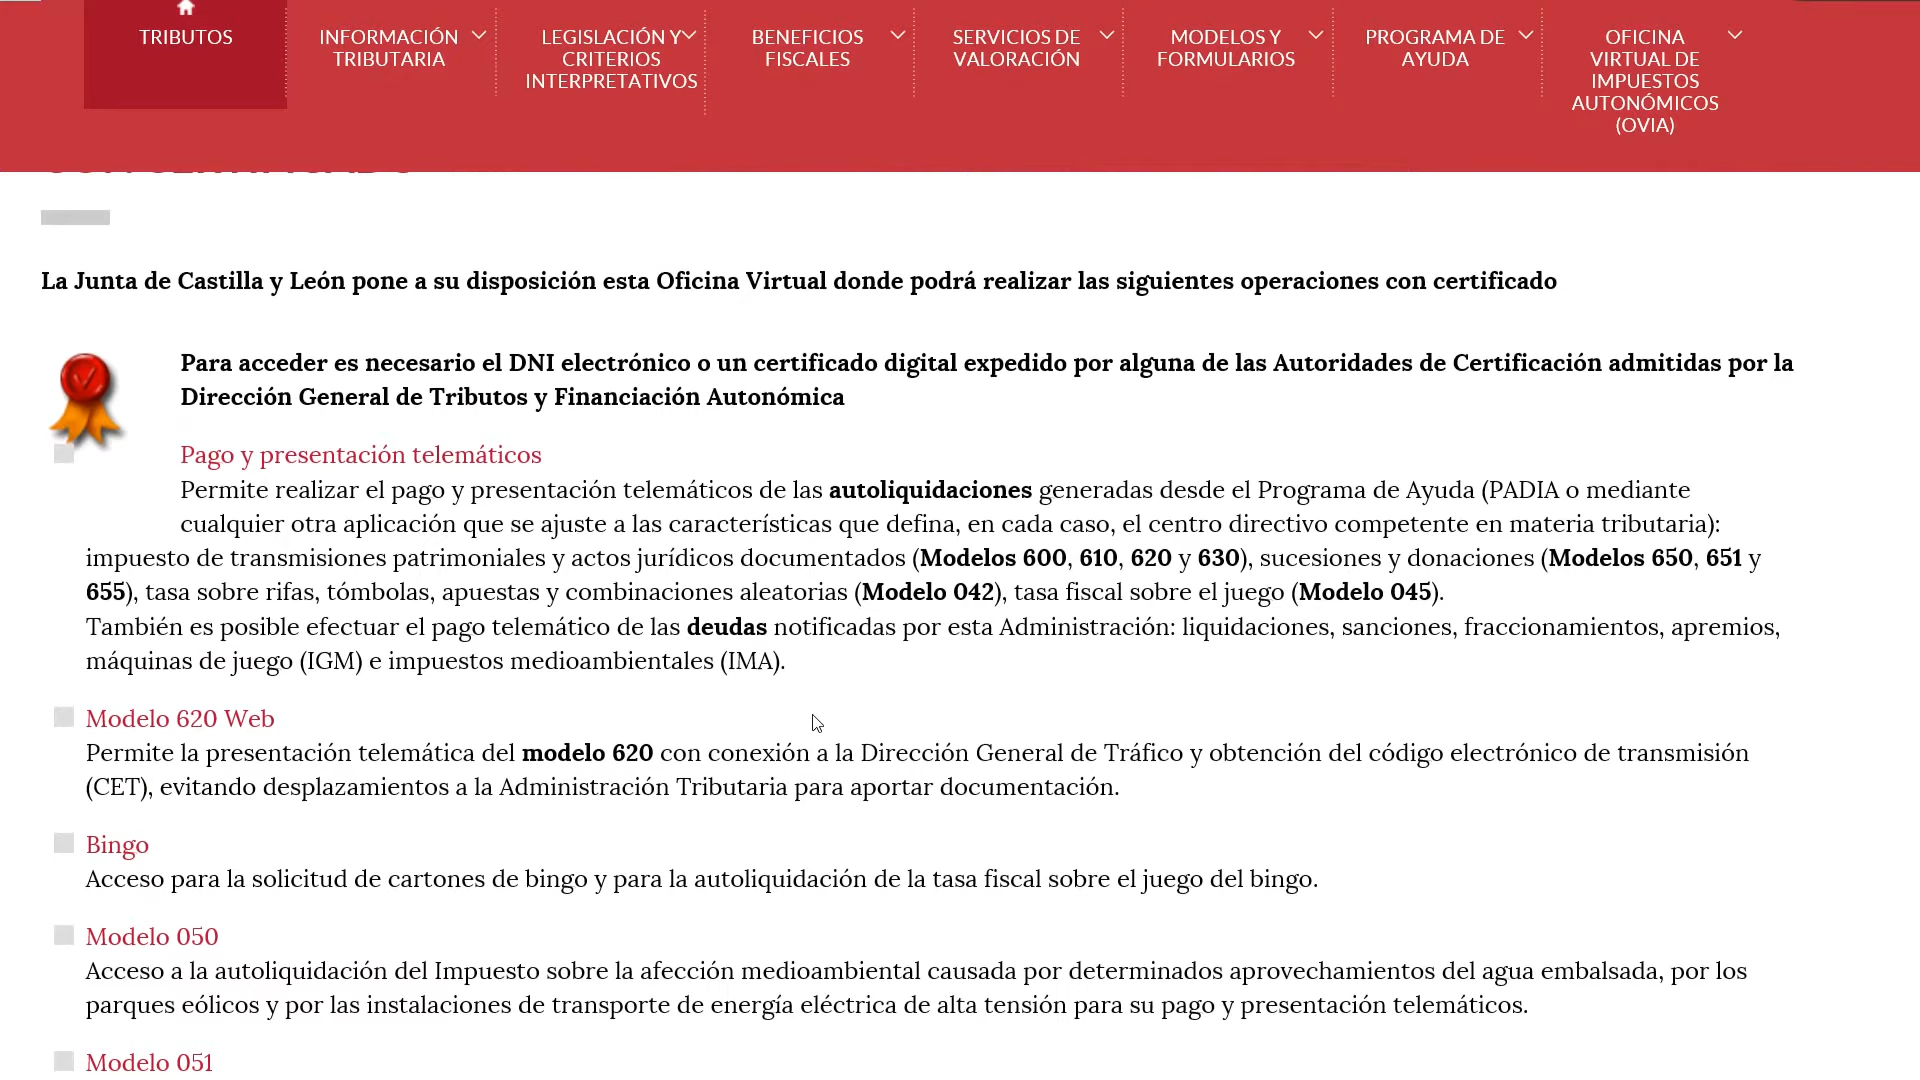 TRIBUTOS
INFORMACIÓN
TRIBUTARIA
LEGISLACIÓN Y
CRITERIOS
INTERPRETATIVOS
BENEFICIOS
FISCALES
SERVICIOS DE
VALORACIÓN
MODELOS Y
FORMULARIOS
PROGRAMA DE
AYUDA
OFICINA
VIRTUAL DE
IMPUESTOS
AUTONÓMICOS
(OVIA)
La Junta de Castilla y León pone a su disposición esta Oficina Virtual donde podrá realizar las siguientes operaciones con certificado
Para acceder es necesario el DNI electrónico o un certificado digital expedido por alguna de las Autoridades de Certificación admitidas por la
Dirección General de Tributos y Financiación Autonómica
Pago y presentación telemáticos
Permite realizar el pago y presentación telemáticos de las autoliquidaciones generadas desde el Programa de Ayuda (PADIA o mediante
cualquier otra aplicación que se ajuste a las características que defina, en cada caso, el centro directivo competente en materia tributaria):
impuesto de transmisiones patrimoniales y actos jurídicos documentados (Modelos 600, 610, 620 y 630), sucesiones y donaciones (Modelos 650, 651 y
655), tasa sobre rifas, tómbolas, apuestas y combinaciones aleatorias (Modelo 042), tasa fiscal sobre el juego (Modelo 045).
También es posible efectuar el pago telemático de las deudas notificadas por esta Administración: liquidaciones, sanciones, fraccionamientos, apremios,
máquinas de juego (IGM) e impuestos medioambientales (IMA).
Modelo 620 Web
Permite la presentación telemática del modelo 620 con conexión a la Dirección General de Tráfico y obtención del código electrónico de transmisión
(CET), evitando desplazamientos a la Administración Tributaria para aportar documentación.
Bingo
Acceso para la solicitud de cartones de bingo y para la autoliquidación de la tasa fiscal sobre el juego del bingo.
Modelo 050
Acceso a la autoliquidación del Impuesto sobre la afección medioambiental causada por determinados aprovechamientos del agua embalsada, por los
parques eólicos y por las instalaciones de transporte de energía eléctrica de alta tensión para su pago y presentación telemáticos.
Modelo 051